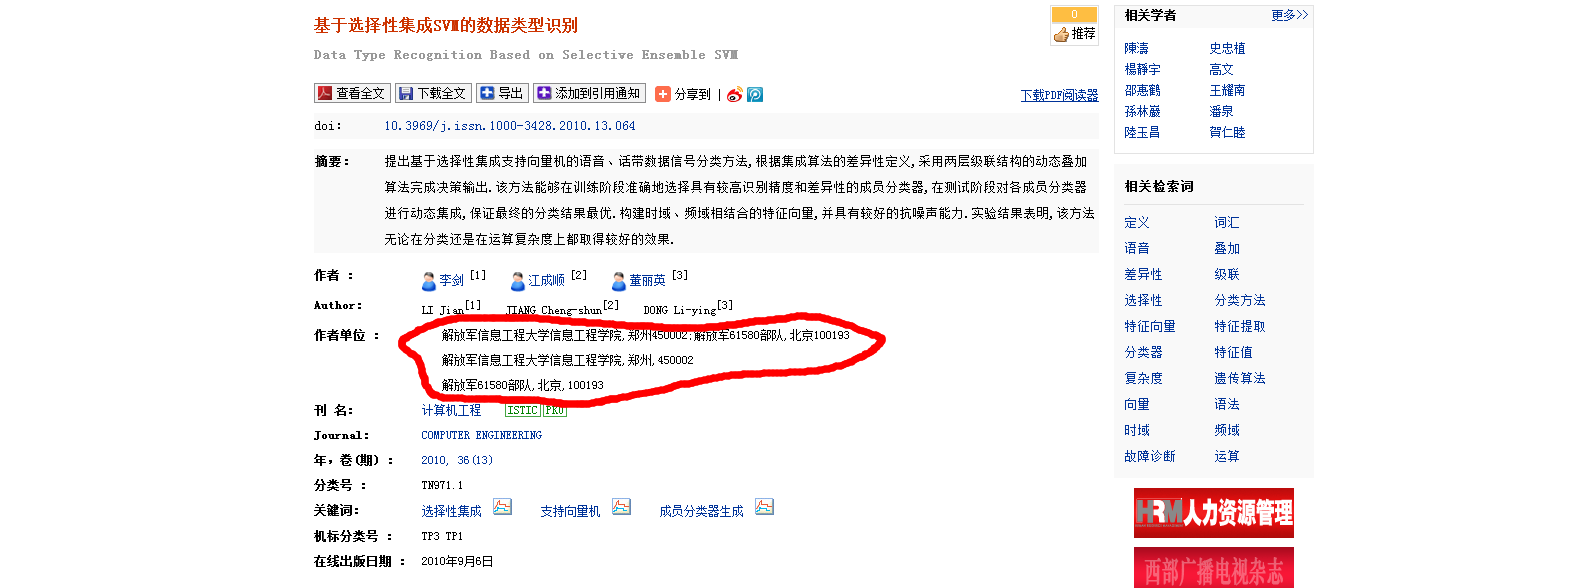 基于选择性集成SVM的数据类型识别
Data Type Recognition Based on Selective Ensemble SVM
0
推荐
查看全文 下载全文 导出 添加到引用通知 分享到 |
下载PDF阅读器
doi: 10.3969/j.issn.1000-3428.2010.13.064
摘要: 提出基于选择性集成支持向量机的语音、话带数据信号分类方法,根据集成算法的差异性定义,采用两层级联结构的动态叠加
算法完成决策输出.该方法能够在训练阶段准确地选择具有较高识别精度和差异性的成员分类器,在测试阶段对各成员分类器
进行动态集成,保证最终的分类结果最优.构建时域、频域相结合的特征向量,并具有较好的抗噪声能力.实验结果表明,该方法
无论在分类还是在运算复杂度上都取得较好的效果.
作者 : 李剑 [1] 江成顺 [2] 董丽英 [3]
Author: LI Jian[1] JIANG Cheng-shun[2] DONG Li-ying[3]
作者单位 : 解放军信息工程大学信息工程学院,郑州450002;解放军61580部队,北京100193
解放军信息工程大学信息工程学院,郑州,450002
解放军61580部队,北京,100193
刊 名: 计算机工程 ISTIC PKU
Journal: COMPUTER ENGINEERING
年,卷(期) : 2010, 36(13)
分类号 : TN971.1
关键词: 选择性集成 支持向量机 成员分类器生成
机标分类号 : TP3 TP1
在线出版日期 : 2010年9月6日
相关学者 更多>>
陳濤 史忠植
楊靜宇 高文
邵惠鶴 王耀南
孫林巖 潘泉
陸玉昌 賀仁睦
相关检索词
定义 词汇
语音 叠加
差异性 级联
选择性 分类方法
特征向量 特征提取
分类器 特征值
复杂度 遗传算法
向量 语法
时域 频域
故障诊断 运算
HRM人力资源管理
西部广播电视杂志